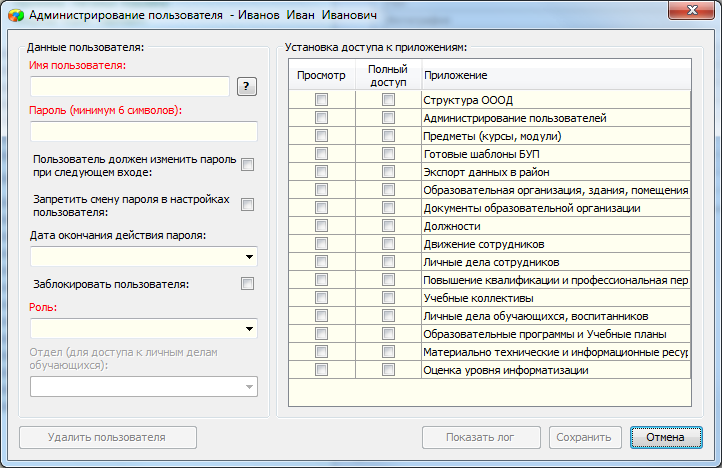 Администрирование пользователя - Иванов Иван Иванович
Данные пользователя:
Имя пользователя:
?
Пароль (минимум 6 символов):
Пользователь должен изменить пароль
при следующем входе:
Запретить смену пароля в настройках
пользователя:
Дата окончания действия пароля:
Заблокировать пользователя:
Роль:
Отдел (для доступа к личным делам
обучающихся):
Установка доступа к приложениям:
Просмотр Полный доступ Приложение
Структура ОООД
Администрирование пользователей
Предметы (курсы, модули)
Готовые шаблоны БУП
Экспорт данных в район
Образовательная организация, здания, помещения
Документы образовательной организации
Должности
Движение сотрудников
Личные дела сотрудников
Повышение квалификации и профессиональная пер
Учебные коллективы
Личные дела обучающихся, воспитанников
Образовательные программы и Учебные планы
Материально технические и информационные ресур
Оценка уровня информатизации
Удалить пользователя Показать лог Сохранить Отмена